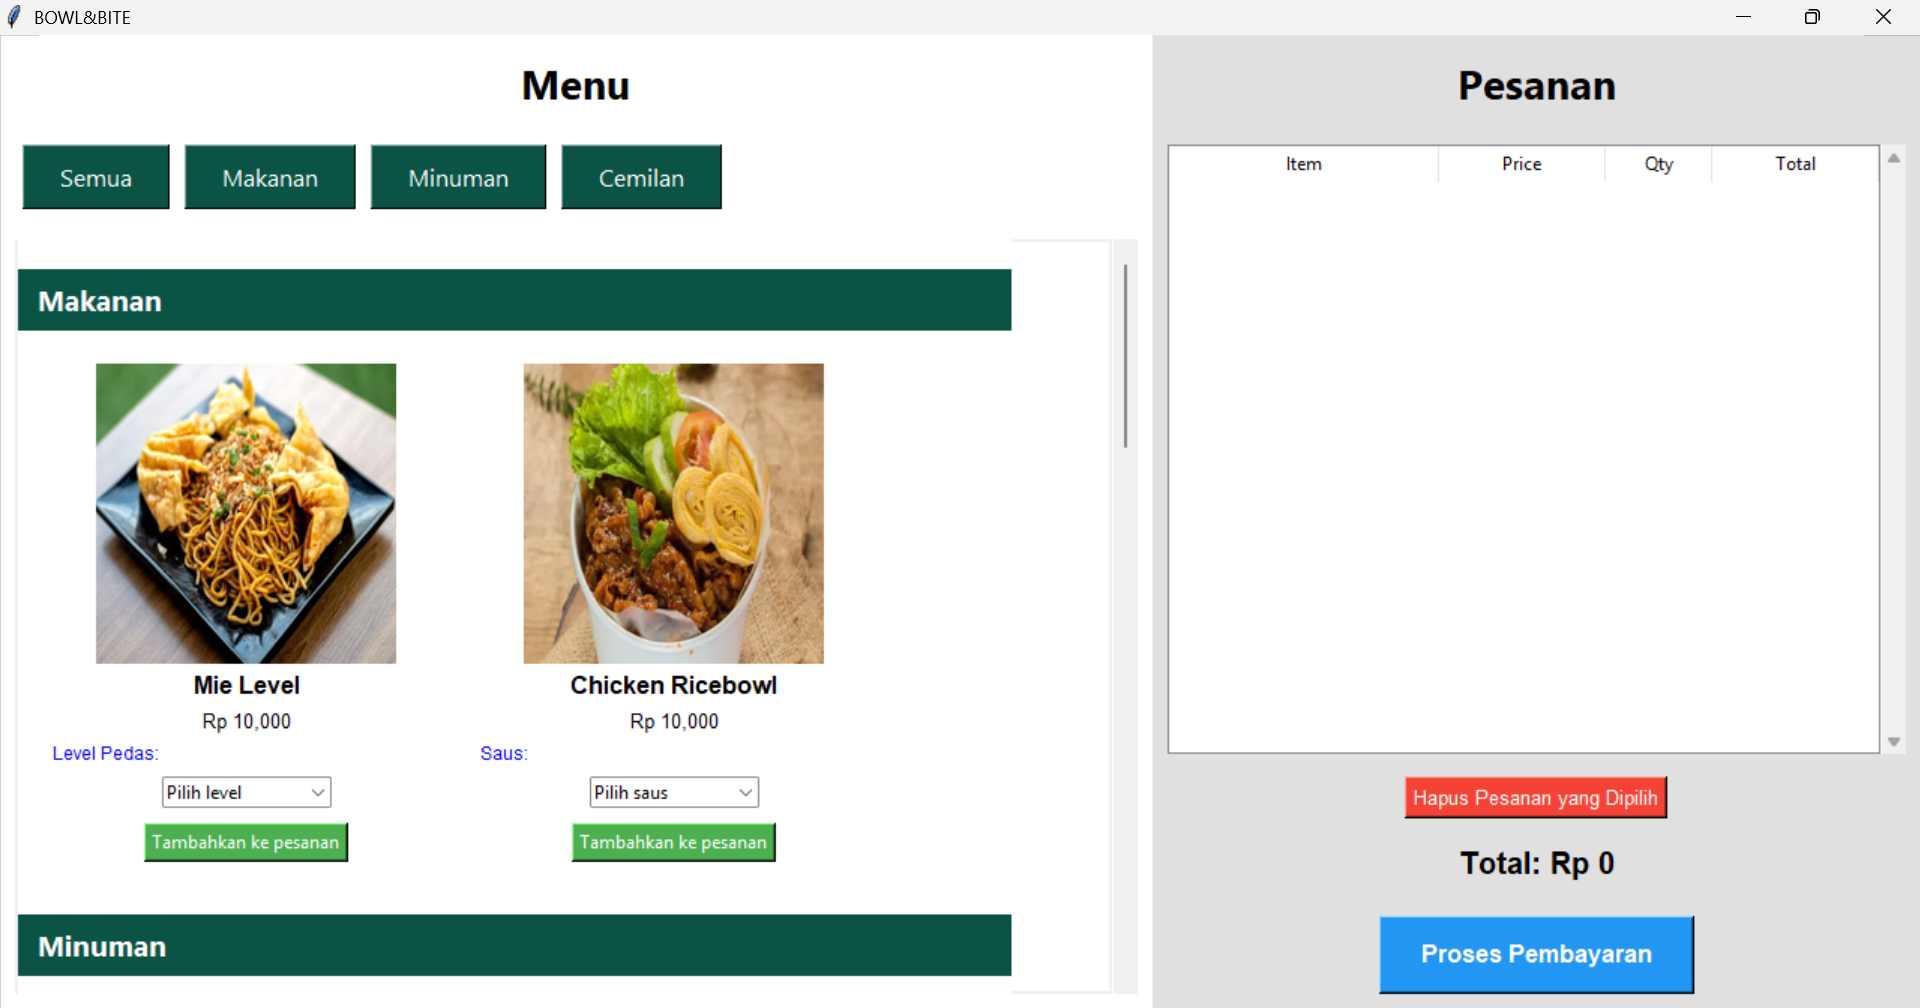 BOWL&BITE
Menu
Semua Makanan Minuman Cemilan
Makanan
Mie Level
Rp 10,000
Level Pedas:
Pilih level
Tambahkan ke pesanan
Chicken Ricebowl
Rp 10,000
Saus:
Pilih saus
Tambahkan ke pesanan
Minuman
Pesanan
Item Price Qty Total
Hapus Pesanan yang Dipilih
Total: Rp 0
Proses Pembayaran